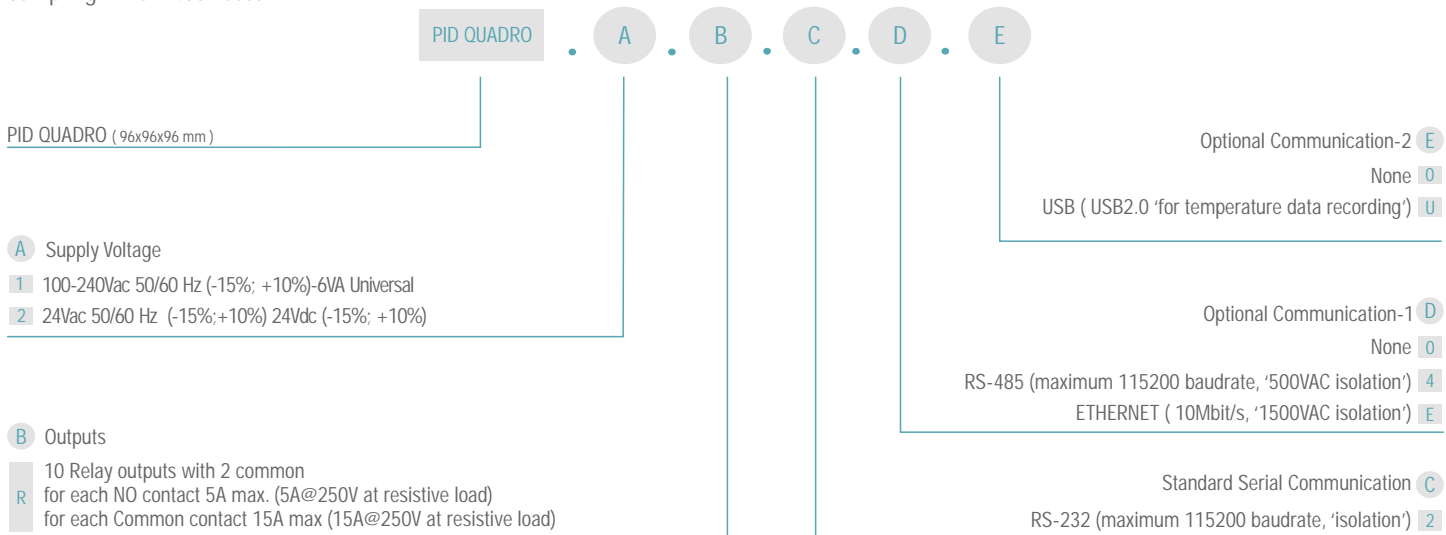 PID QUADRO . A . B . C . D . E
PID QUADRO ( 96x96x96 mm )
A Supply Voltage
1 100-240Vac 50/60 Hz (-15%; +10%)-6VA Universal
2 24Vac 50/60 Hz (-15%;+10%) 24Vdc (-15%; +10%)
B Outputs
R 10 Relay outputs with 2 common
for each NO contact 5A max. (5A@250V at resistive load)
for each Common contact 15A max (15A@250V at resistive load)
Optional Communication-2 E
None 0
USB ( USB2.0 ‘for temperature data recording’) U
Optional Communication-1 D
None 0
RS-485 (maximum 115200 baudrate, ‘500VAC isolation’) 4
ETHERNET ( 10Mbit/s, ‘1500VAC isolation’) E
Standard Serial Communication C
RS-232 (maximum 115200 baudrate, ‘isolation’) 2